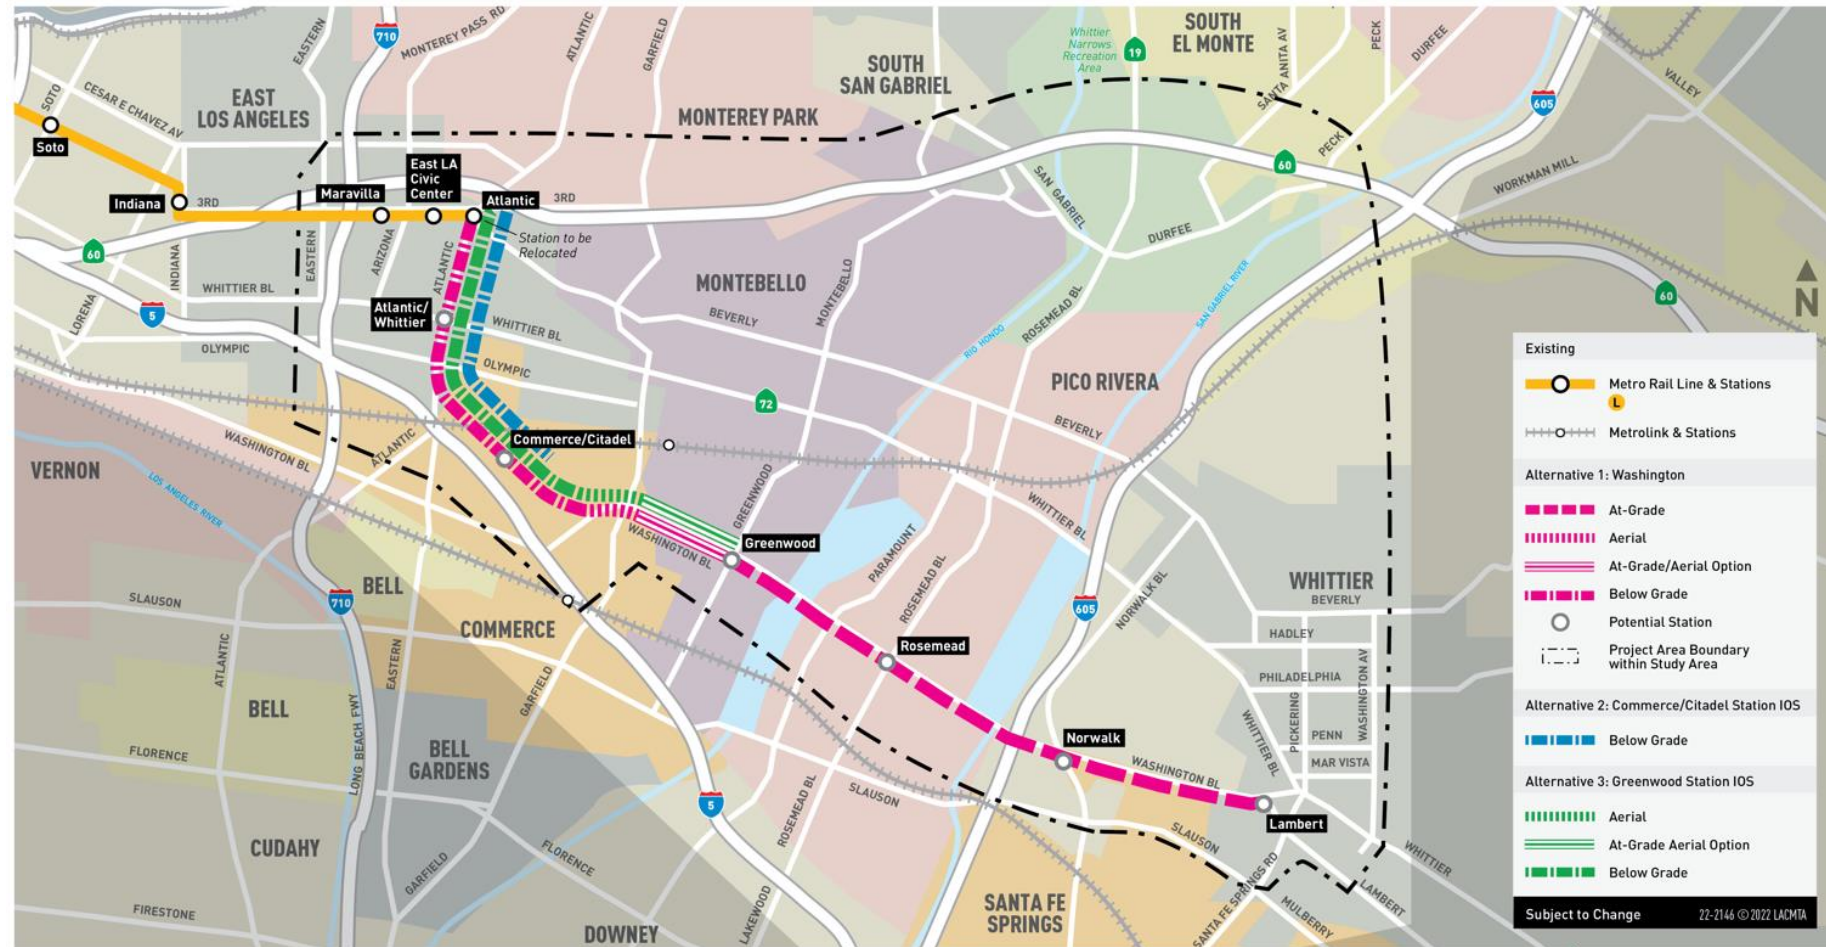 710
MONTEREY PASS RD
EASTERN
ATLANTIC
GARFIELD
Whittier
Narrows
Recreation
Area
19
SOUTH
EL MONTE
SANTA ANITA AV
PECK
DURFEE
VALLEY
605
SOUTH
SAN GABRIEL
SOTO
CESAR E CHAVEZ AV
EAST
LOS ANGELES
MONTEREY PARK
Soto
PECK
60
WORKMAN MILL
East LA
Civic
Center
Maravilla
Indiana
3RD
Atlantic
3RD
SAN GABRIEL
DURFEE
Station to be
Relocated
60
INDIANA
EASTERN
ARIZONA
ATLANTIC
WHITTIER BL
LORENA
5
OLYMPIC
Atlantic/
Whittier
WHITTIER BL
OLYMPIC
MONTEBELLO
MONTEBELLO
BEVERLY
RIO HONDO
ROSEMEAD BL
SAN GABRIEL RIVER
60
N
PICO RIVERA
72
BEVERLY
Commerce/Citadel
VERNON
WASHINGTON BL
ATLANTIC
LOS ANGELES RIVER
GREENWOOD
WHITTIER BL
WASHINGTON BL
Greenwood
PARAMOUNT
ROSEMEAD BL
BELL
710
SLAUSON
COMMERCE
605
NORWALK BL
WHITTIER
BEVERLY
HADLEY
PHILADELPHIA
Rosemead
ATLANTIC
EASTERN
GARFIELD
BELL
LONG BEACH FWY
FLORENCE
BELL
GARDENS
Norwalk
WASHINGTON BL
WHITTIER BL
PICKERING
PENN
WASHINGTON AV
MAR VISTA
5
ROSEMEAD BL
SLAUSON
Lambert
SLAUSON
CUDAHY
GARFIELD
FLORENCE
WHITTIER
LAMBERT
SANTA FE SPRINGS RD
MULBERRY
FIRESTONE
DOWNEY
LAKEWOOD
SANTA FE
SPRINGS
Existing
Metro Rail Line & Stations
L
Metrolink & Stations
Alternative 1: Washington
At-Grade
Aerial
At-Grade/Aerial Option
Below Grade
Potential Station
Project Area Boundary
within Study Area
Alternative 2: Commerce/Citadel Station IOS
Below Grade
Alternative 3: Greenwood Station IOS
Aerial
At-Grade Aerial Option
Below Grade
Subject to Change
22-2146 © 2022 LACMTA